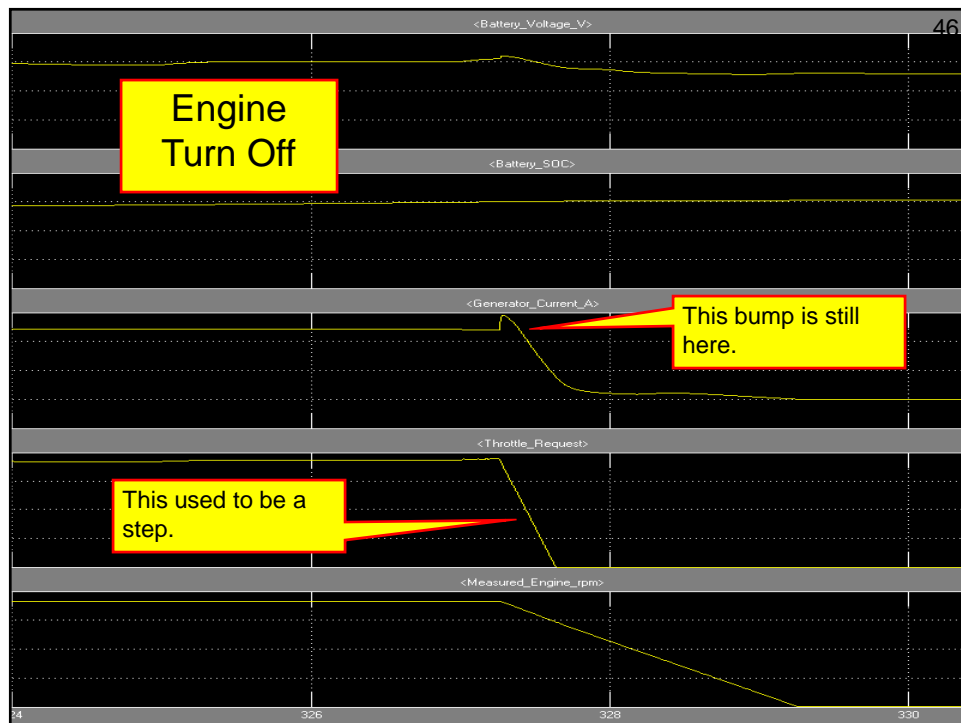 <Battery_Voltage_V>
46
Engine
Turn Off
<Battery_SOC>
<Generator_Current_A>
This bump is still
here.
<Throttle_Request>
This used to be a
step.
<Measured_Engine_rpm>
24
326
328
330